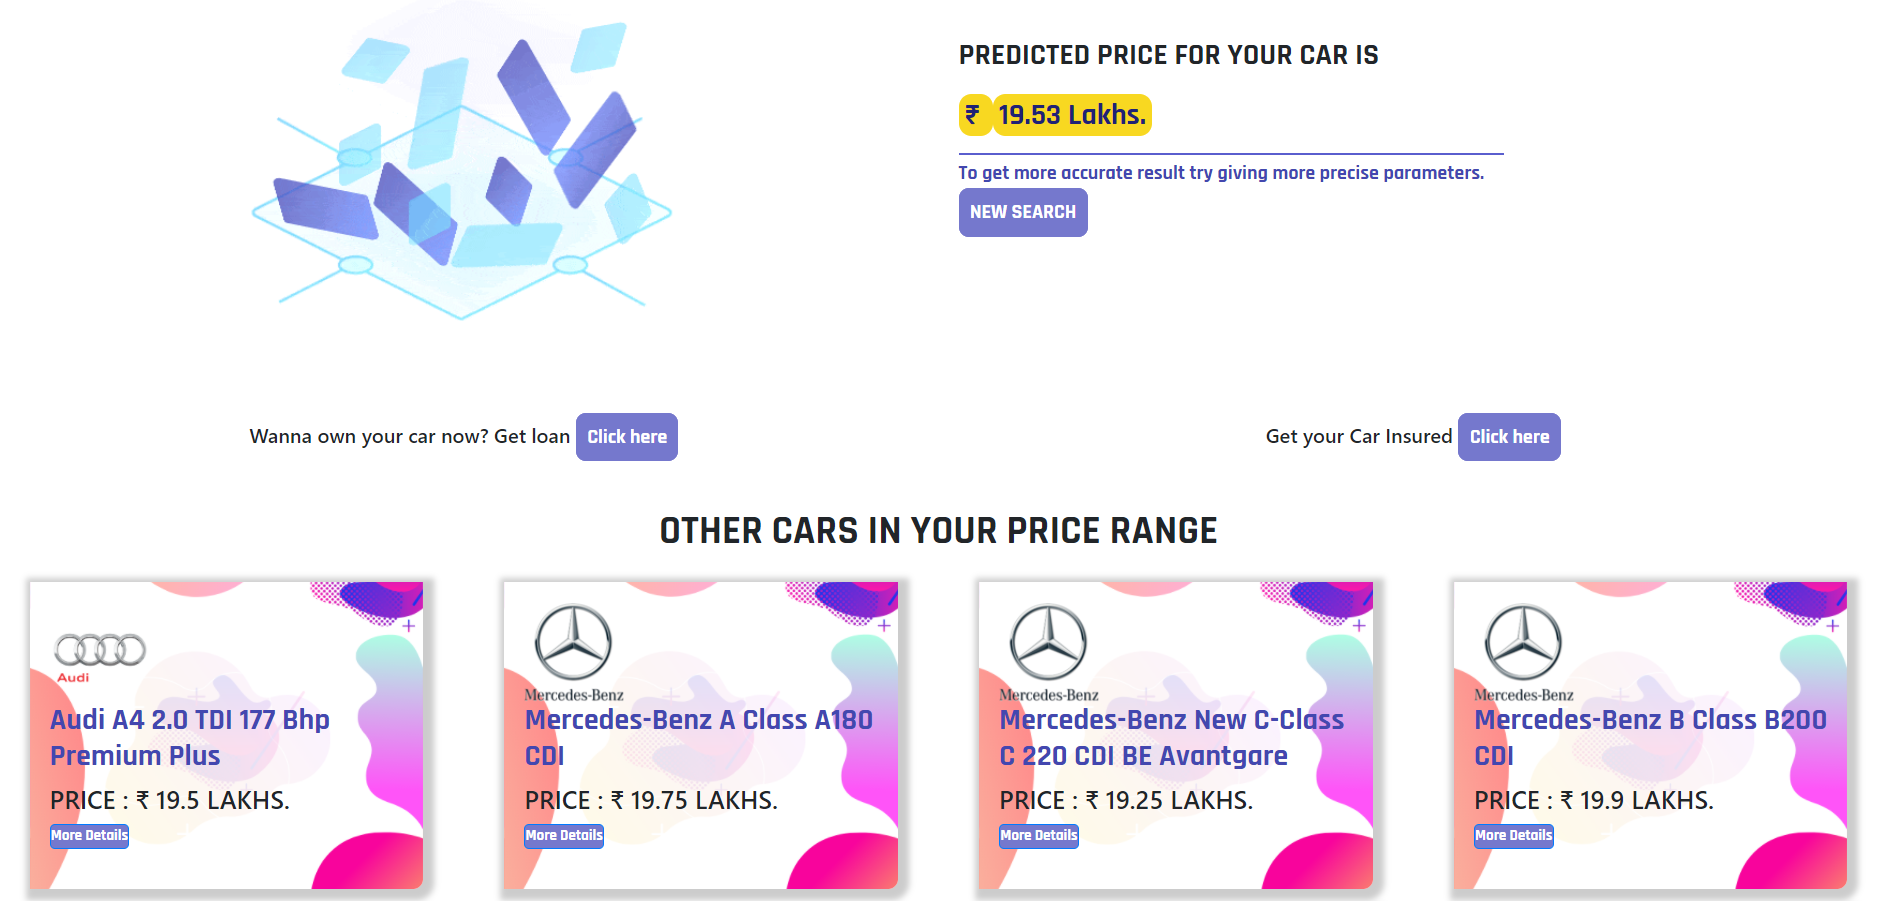 PREDICTED PRICE FOR YOUR CAR IS
₹ 19.53 Lakhs.
To get more accurate result try giving more precise parameters.
NEW SEARCH
Wanna own your car now? Get loan Click here
Get your Car Insured Click here
OTHER CARS IN YOUR PRICE RANGE
Audi
Audi A4 2.0 TDI 177 Bhp
Premium Plus
PRICE : ₹ 19.5 LAKHS.
More Details
Mercedes-Benz
Mercedes-Benz A Class A180
CDI
PRICE : ₹ 19.75 LAKHS.
More Details
Mercedes-Benz
Mercedes-Benz New C-Class
C 220 CDI BE Avantgare
PRICE : ₹ 19.25 LAKHS.
More Details
Mercedes-Benz
Mercedes-Benz B Class B200
CDI
PRICE : ₹ 19.9 LAKHS.
More Details